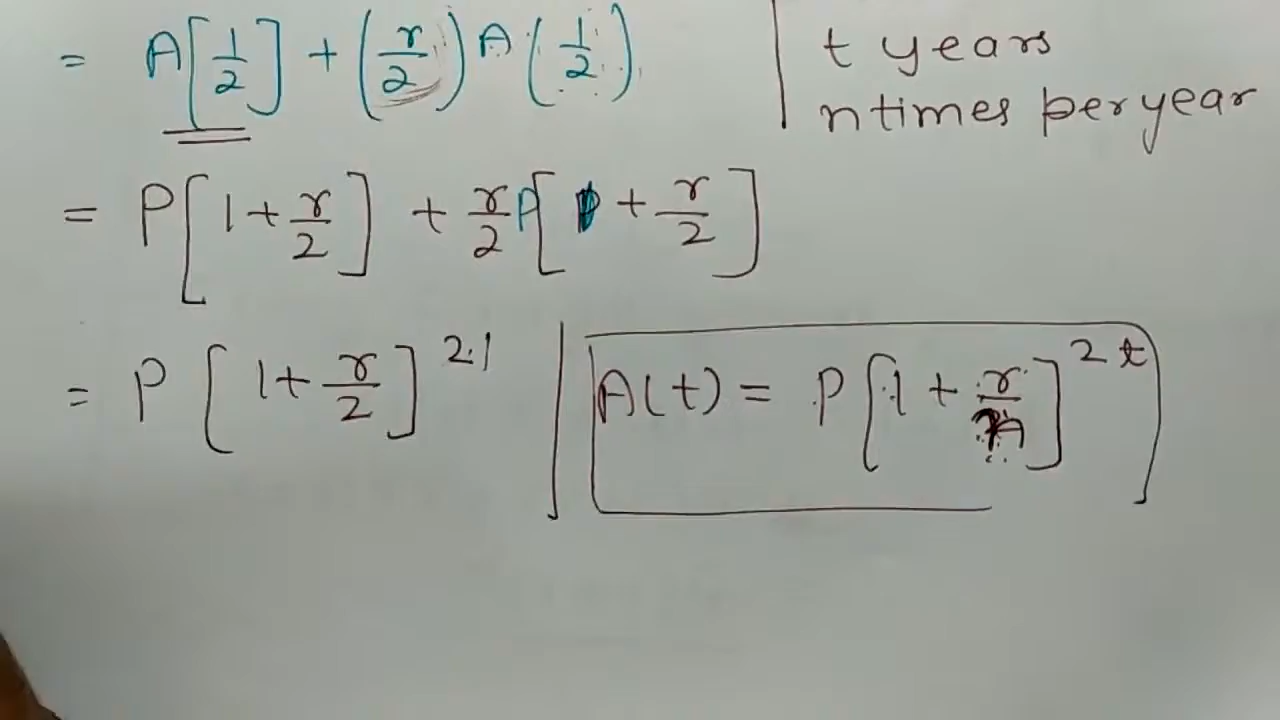 = A[1/2] + (r/2) A(1/2)
t years
n times per year
= P[1 + r/2] + r/2 P[ + r/2]
= P[1 + r/2]^2.1
A(t) = P[1 + r/n]^2t